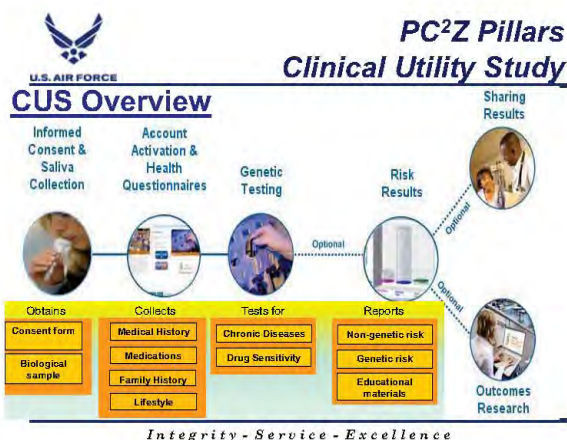 PC²Z Pillars
Clinical Utility Study
U.S. AIR FORCE
CUS Overview
Informed
Consent &
Saliva
Collection
Account
Activation &
Health
Questionnaires
Genetic
Testing
Optional
Risk
Results
Optional
Sharing
Results
Optional
Outcomes
Research
Obtains
Consent form
Biological
sample
Collects
Medical History
Medications
Family History
Lifestyle
Tests for
Chronic Diseases
Drug Sensitivity
Reports
Non-genetic risk
Genetic risk
Educational
materials
Integrity - Service - Excellence